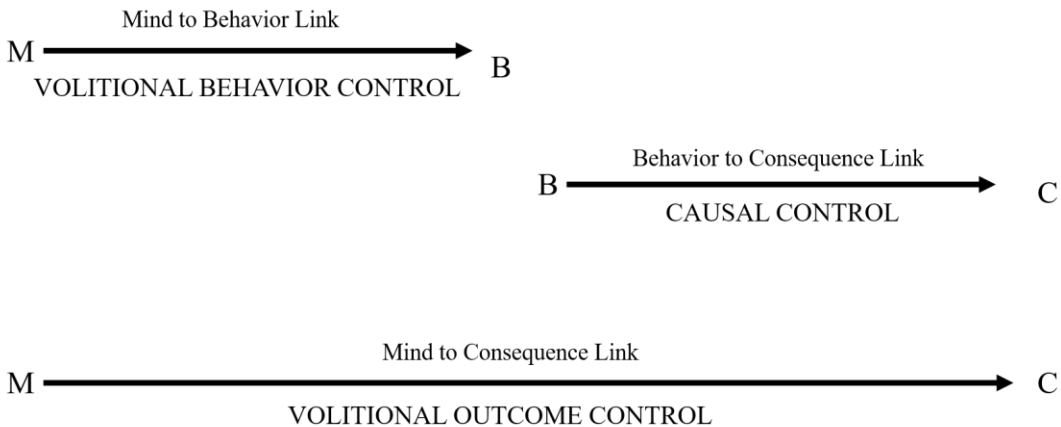 Mind to Behavior Link
M
B
VOLITIONAL BEHAVIOR CONTROL
Behavior to Consequence Link
B
C
CAUSAL CONTROL
Mind to Consequence Link
M
C
VOLITIONAL OUTCOME CONTROL